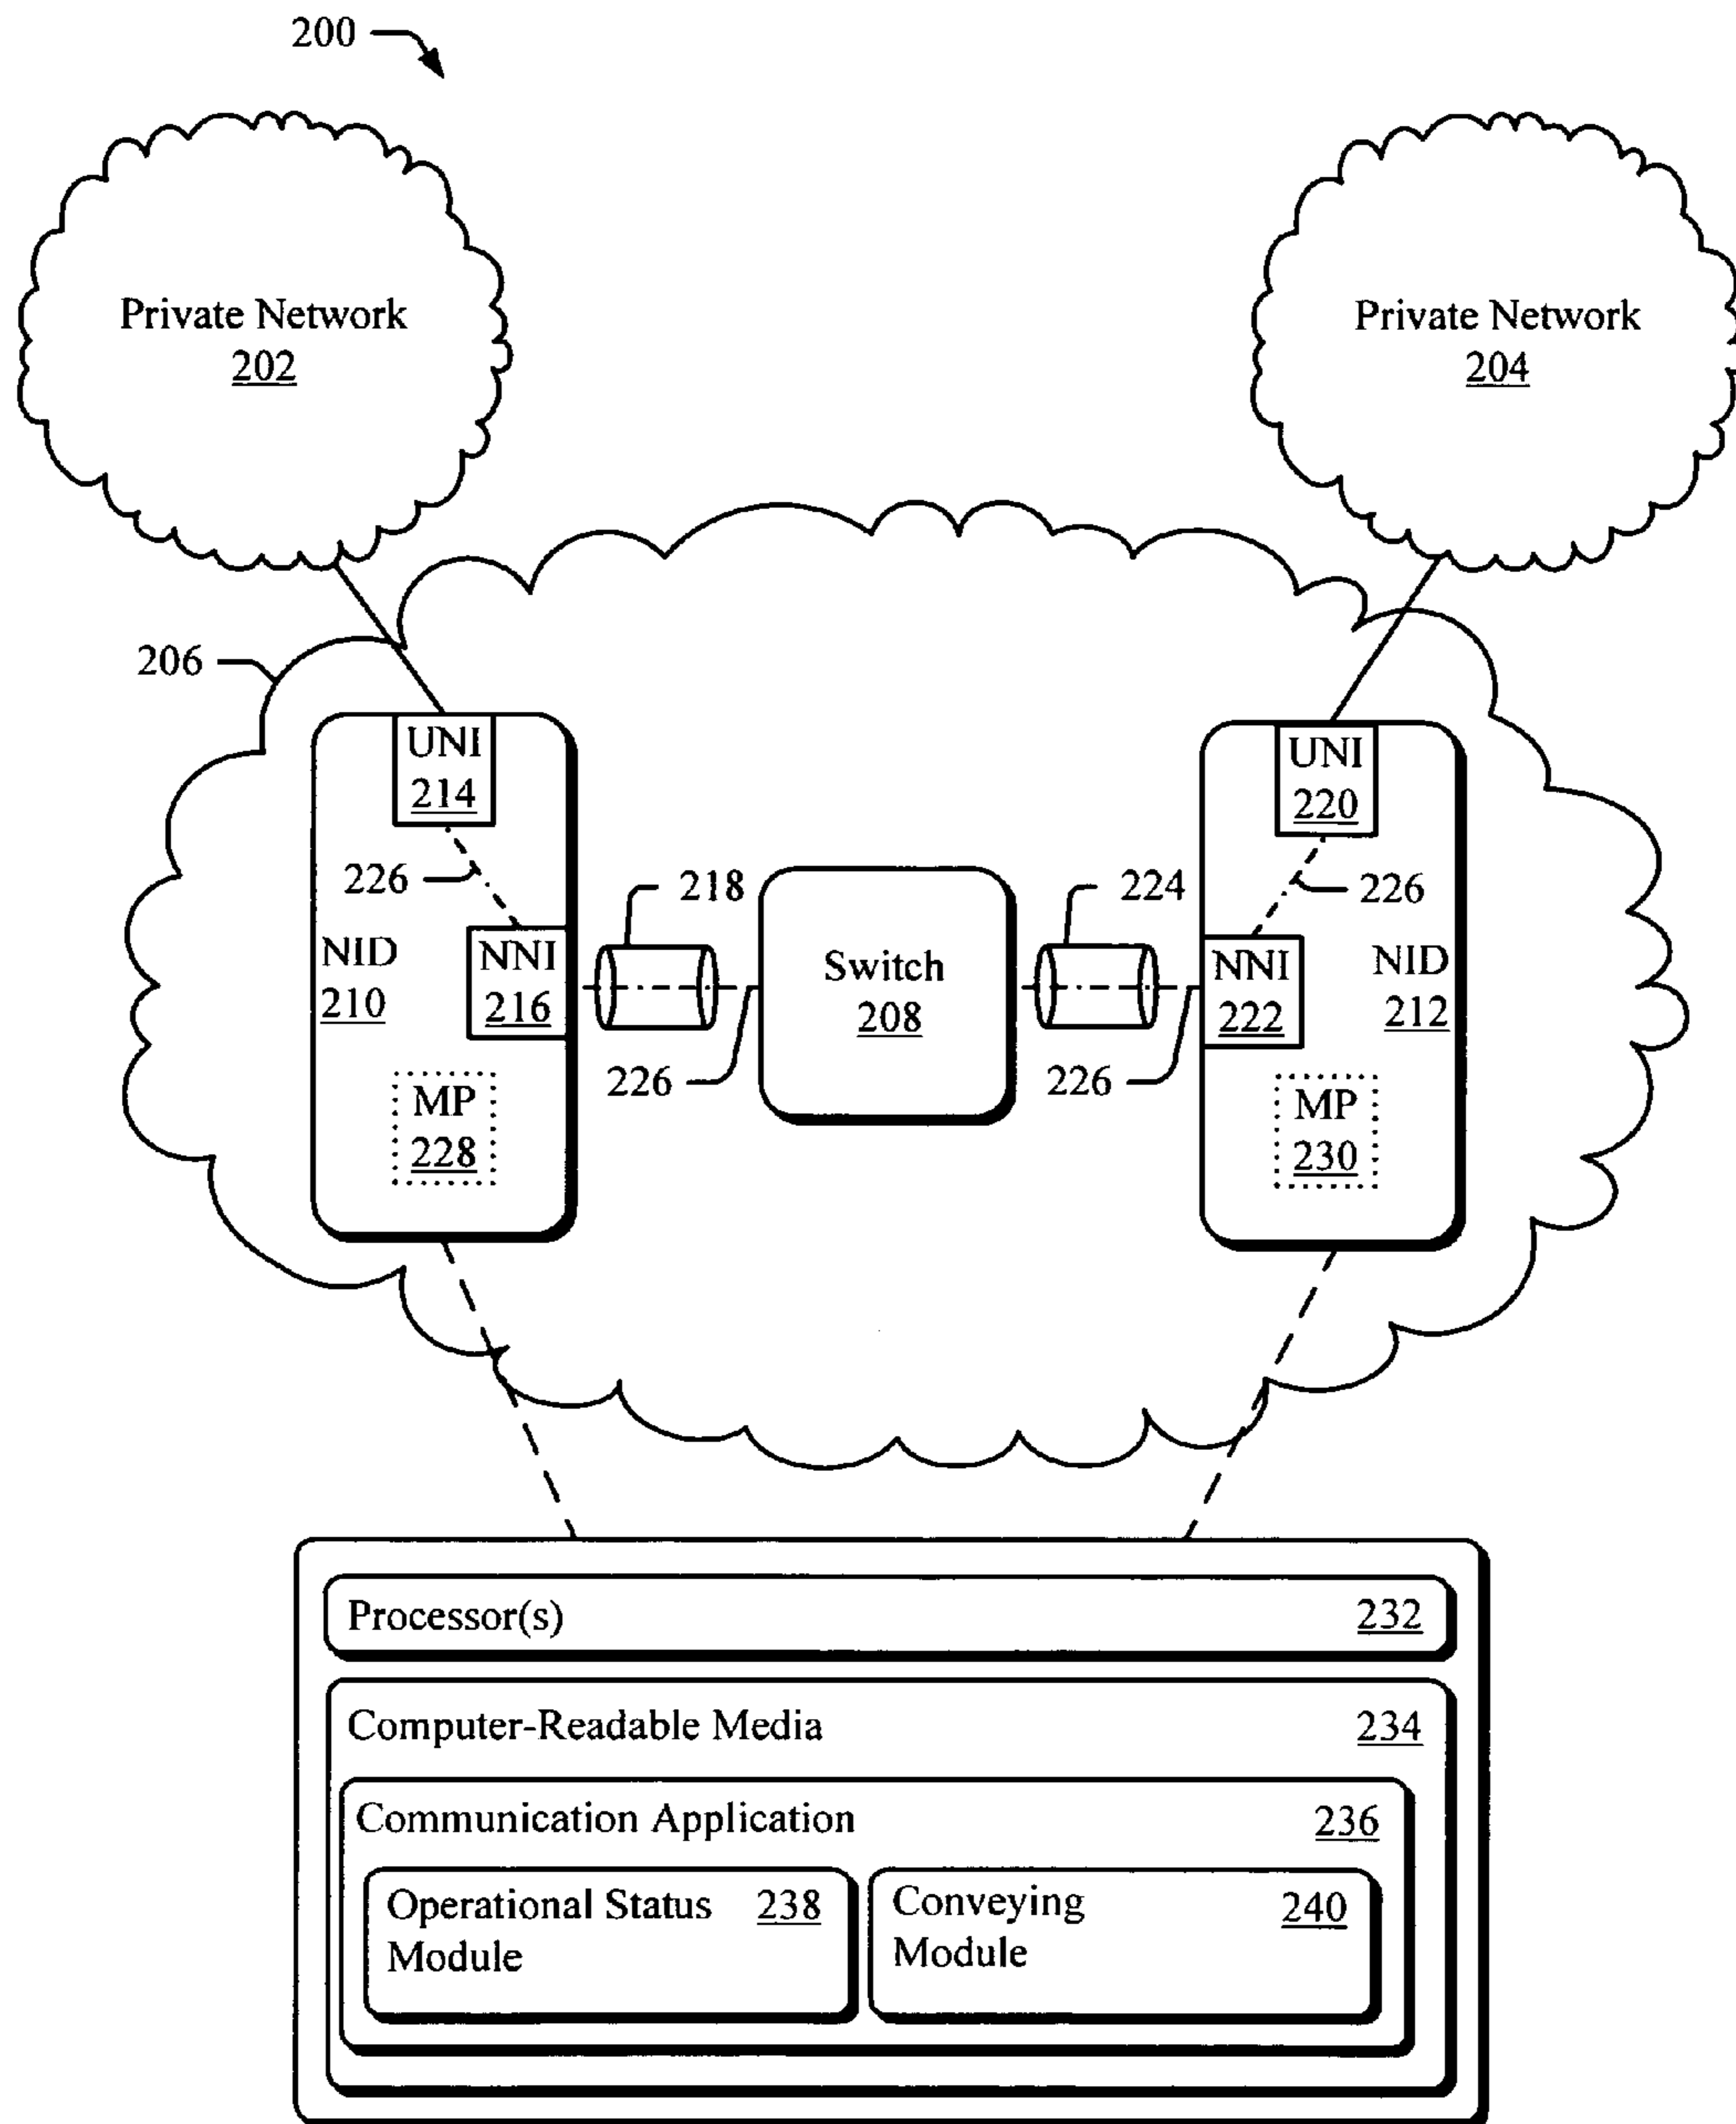 200
Private Network
202
Private Network
204
206
UNI
214
UNI
220
226
218
224
226
NID
210
NNI
216
Switch
208
NNI
222
NID
212
226
226
MP
228
MP
230
Processor(s) 232
Computer-Readable Media 234
Communication Application 236
Operational Status 238
Module
Conveying 240
Module